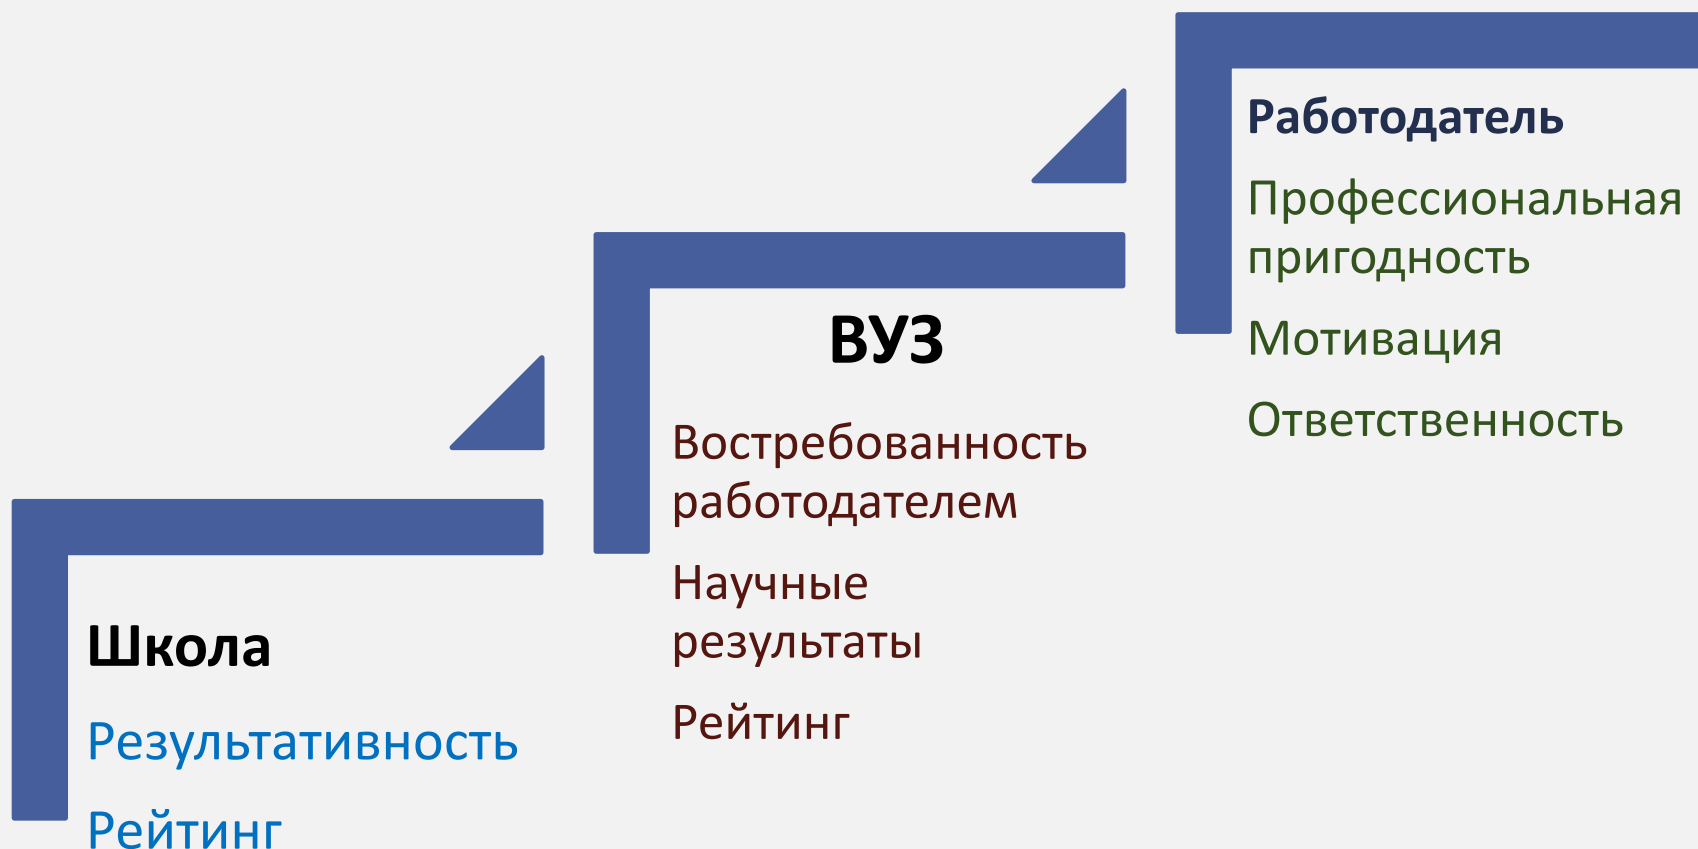 Работодатель
Профессиональная
пригодность
Мотивация
Ответственность
ВУЗ
Востребованность
работодателем
Научные
результаты
Рейтинг
Школа
Результативность
Рейтинг